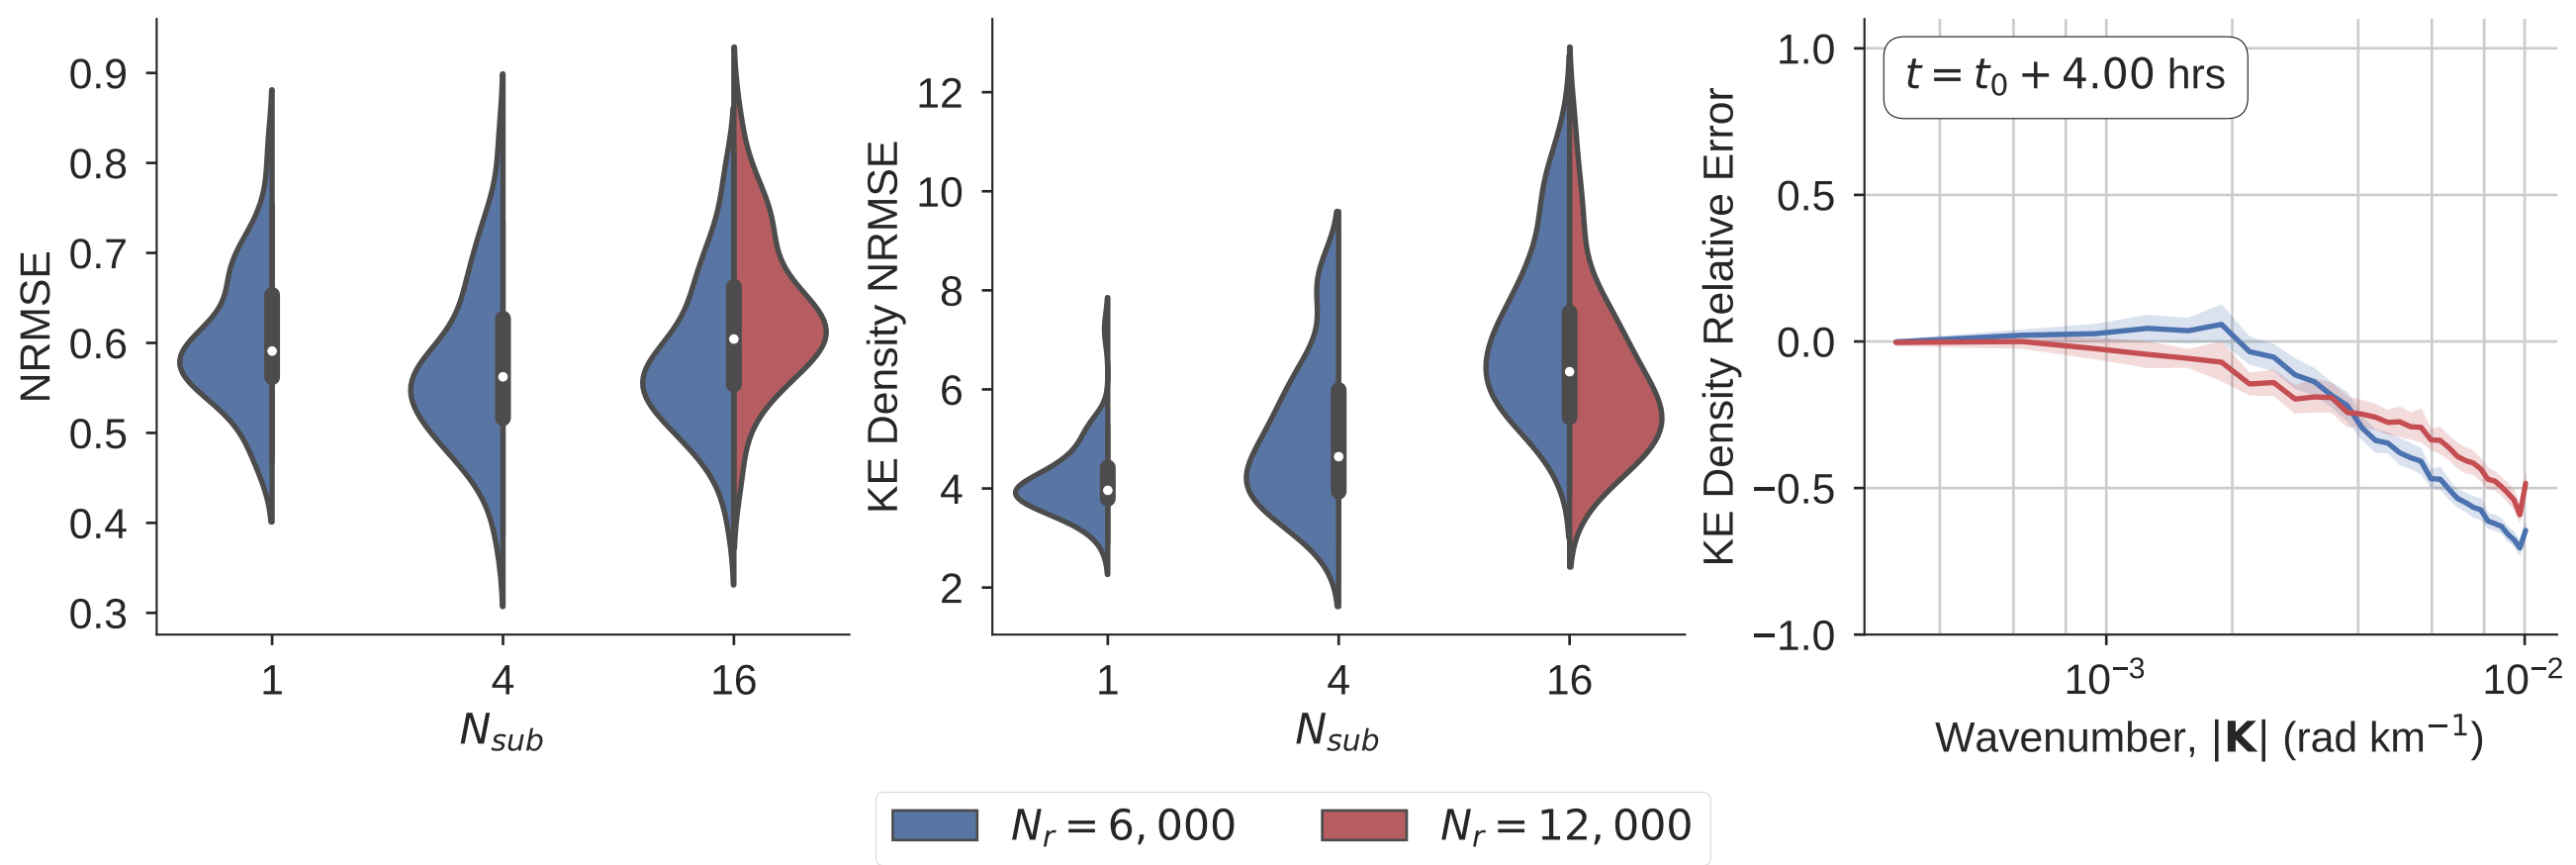 NRMSE
0.9
0.8
0.7
0.6
0.5
0.4
0.3
1 4 16
N_sub
KE Density NRMSE
12
10
8
6
4
2
1 4 16
N_sub
KE Density Relative Error
1.0
0.5
0.0
−0.5
−1.0
t = t₀ + 4.00 hrs
10⁻³ 10⁻²
Wavenumber, |K| (rad km⁻¹)
N_r = 6,000 N_r = 12,000